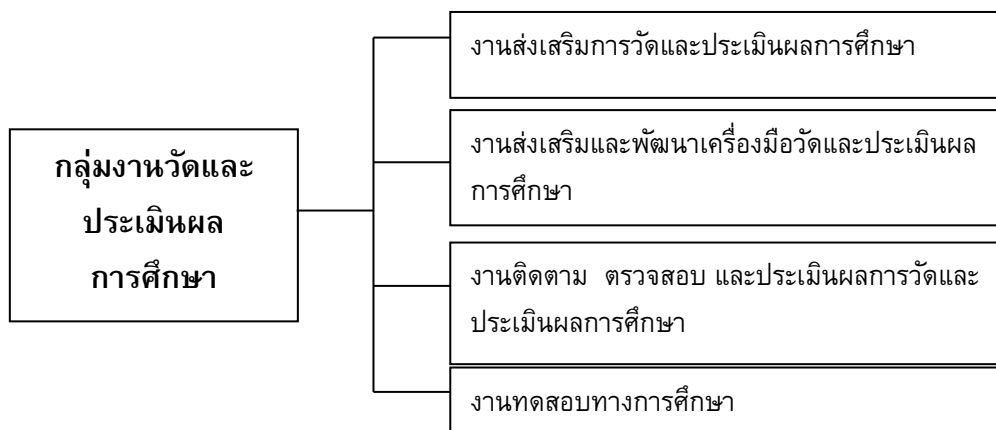 กลุ่มงานวัดและ
ประเมินผล
การศึกษา
งานส่งเสริมการวัดและประเมินผลการศึกษา
งานส่งเสริมและพัฒนาเครื่องมือวัดและประเมินผล
การศึกษา
งานติดตาม ตรวจสอบ และประเมินผลการวัดและ
ประเมินผลการศึกษา
งานทดสอบทางการศึกษา